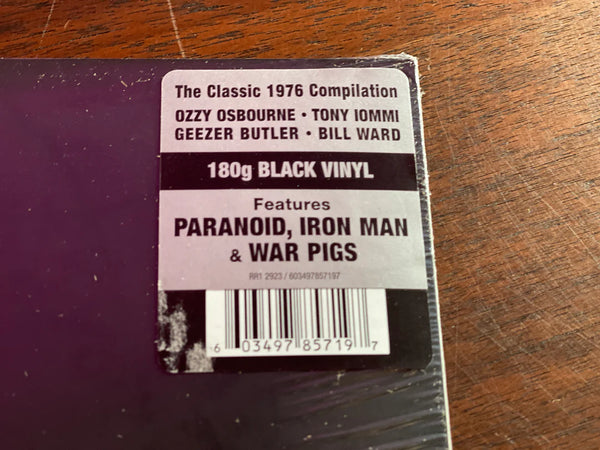 The Classic 1976 Compilation
OZZY OSBOURNE • TONY IOMMI
GEEZER BUTLER • BILL WARD
180g BLACK VINYL
Features
PARANOID, IRON MAN
& WAR PIGS
RR1 2923 / 603497857197
6 03497 85719 7